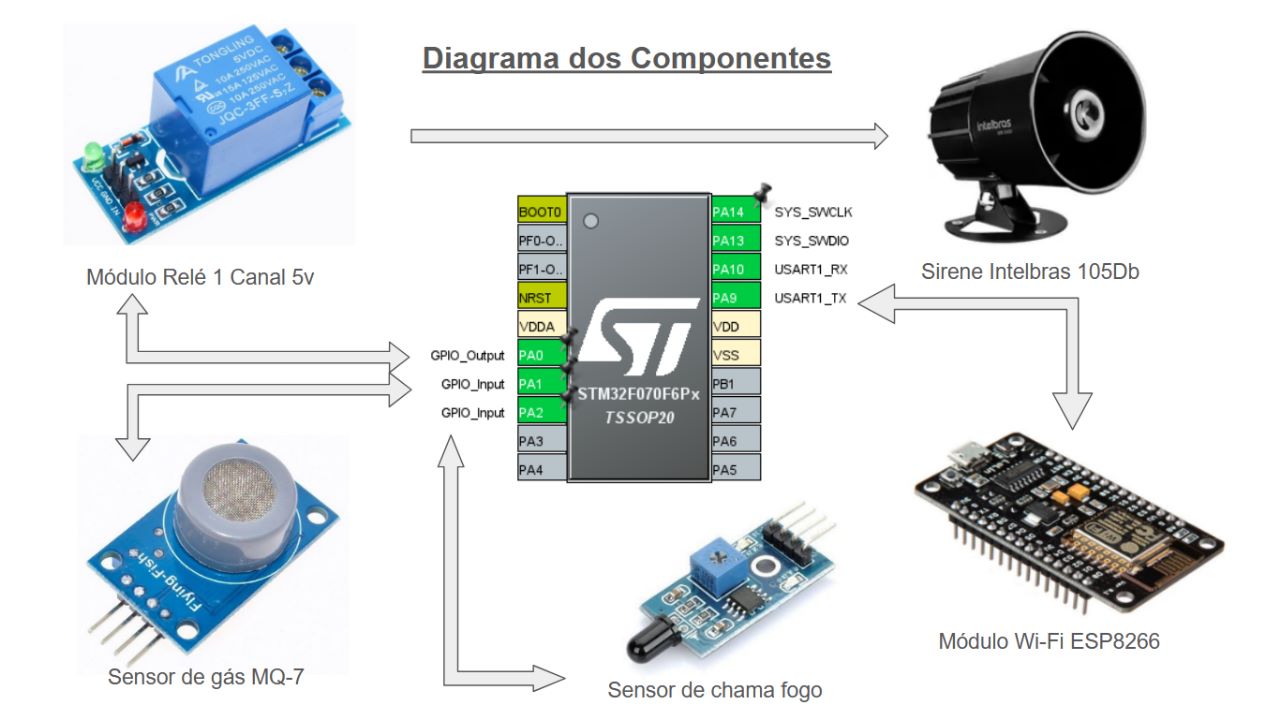 Diagrama dos Componentes
TONGLING
5VDC
10A 250VAC
15A 125VAC
10A 250VAC
JQC-3FF-S-Z
VCC GND IN
Módulo Relé 1 Canal 5v
intelbras
Sirene Intelbras 105Db
BOOT0
PF0-O..
PF1-O..
NRST
VDDA
GPIO_Output PA0
GPIO_Input PA1
GPIO_Input PA2
PA3
PA4
STM32F070F6Px
TSSOP20
PA14 SYS_SWCLK
PA13 SYS_SWDIO
PA10 USART1_RX
PA9 USART1_TX
VDD
VSS
PB1
PA7
PA6
PA5
Flying-Fish
Sensor de gás MQ-7
Sensor de chama fogo
Módulo Wi-Fi ESP8266